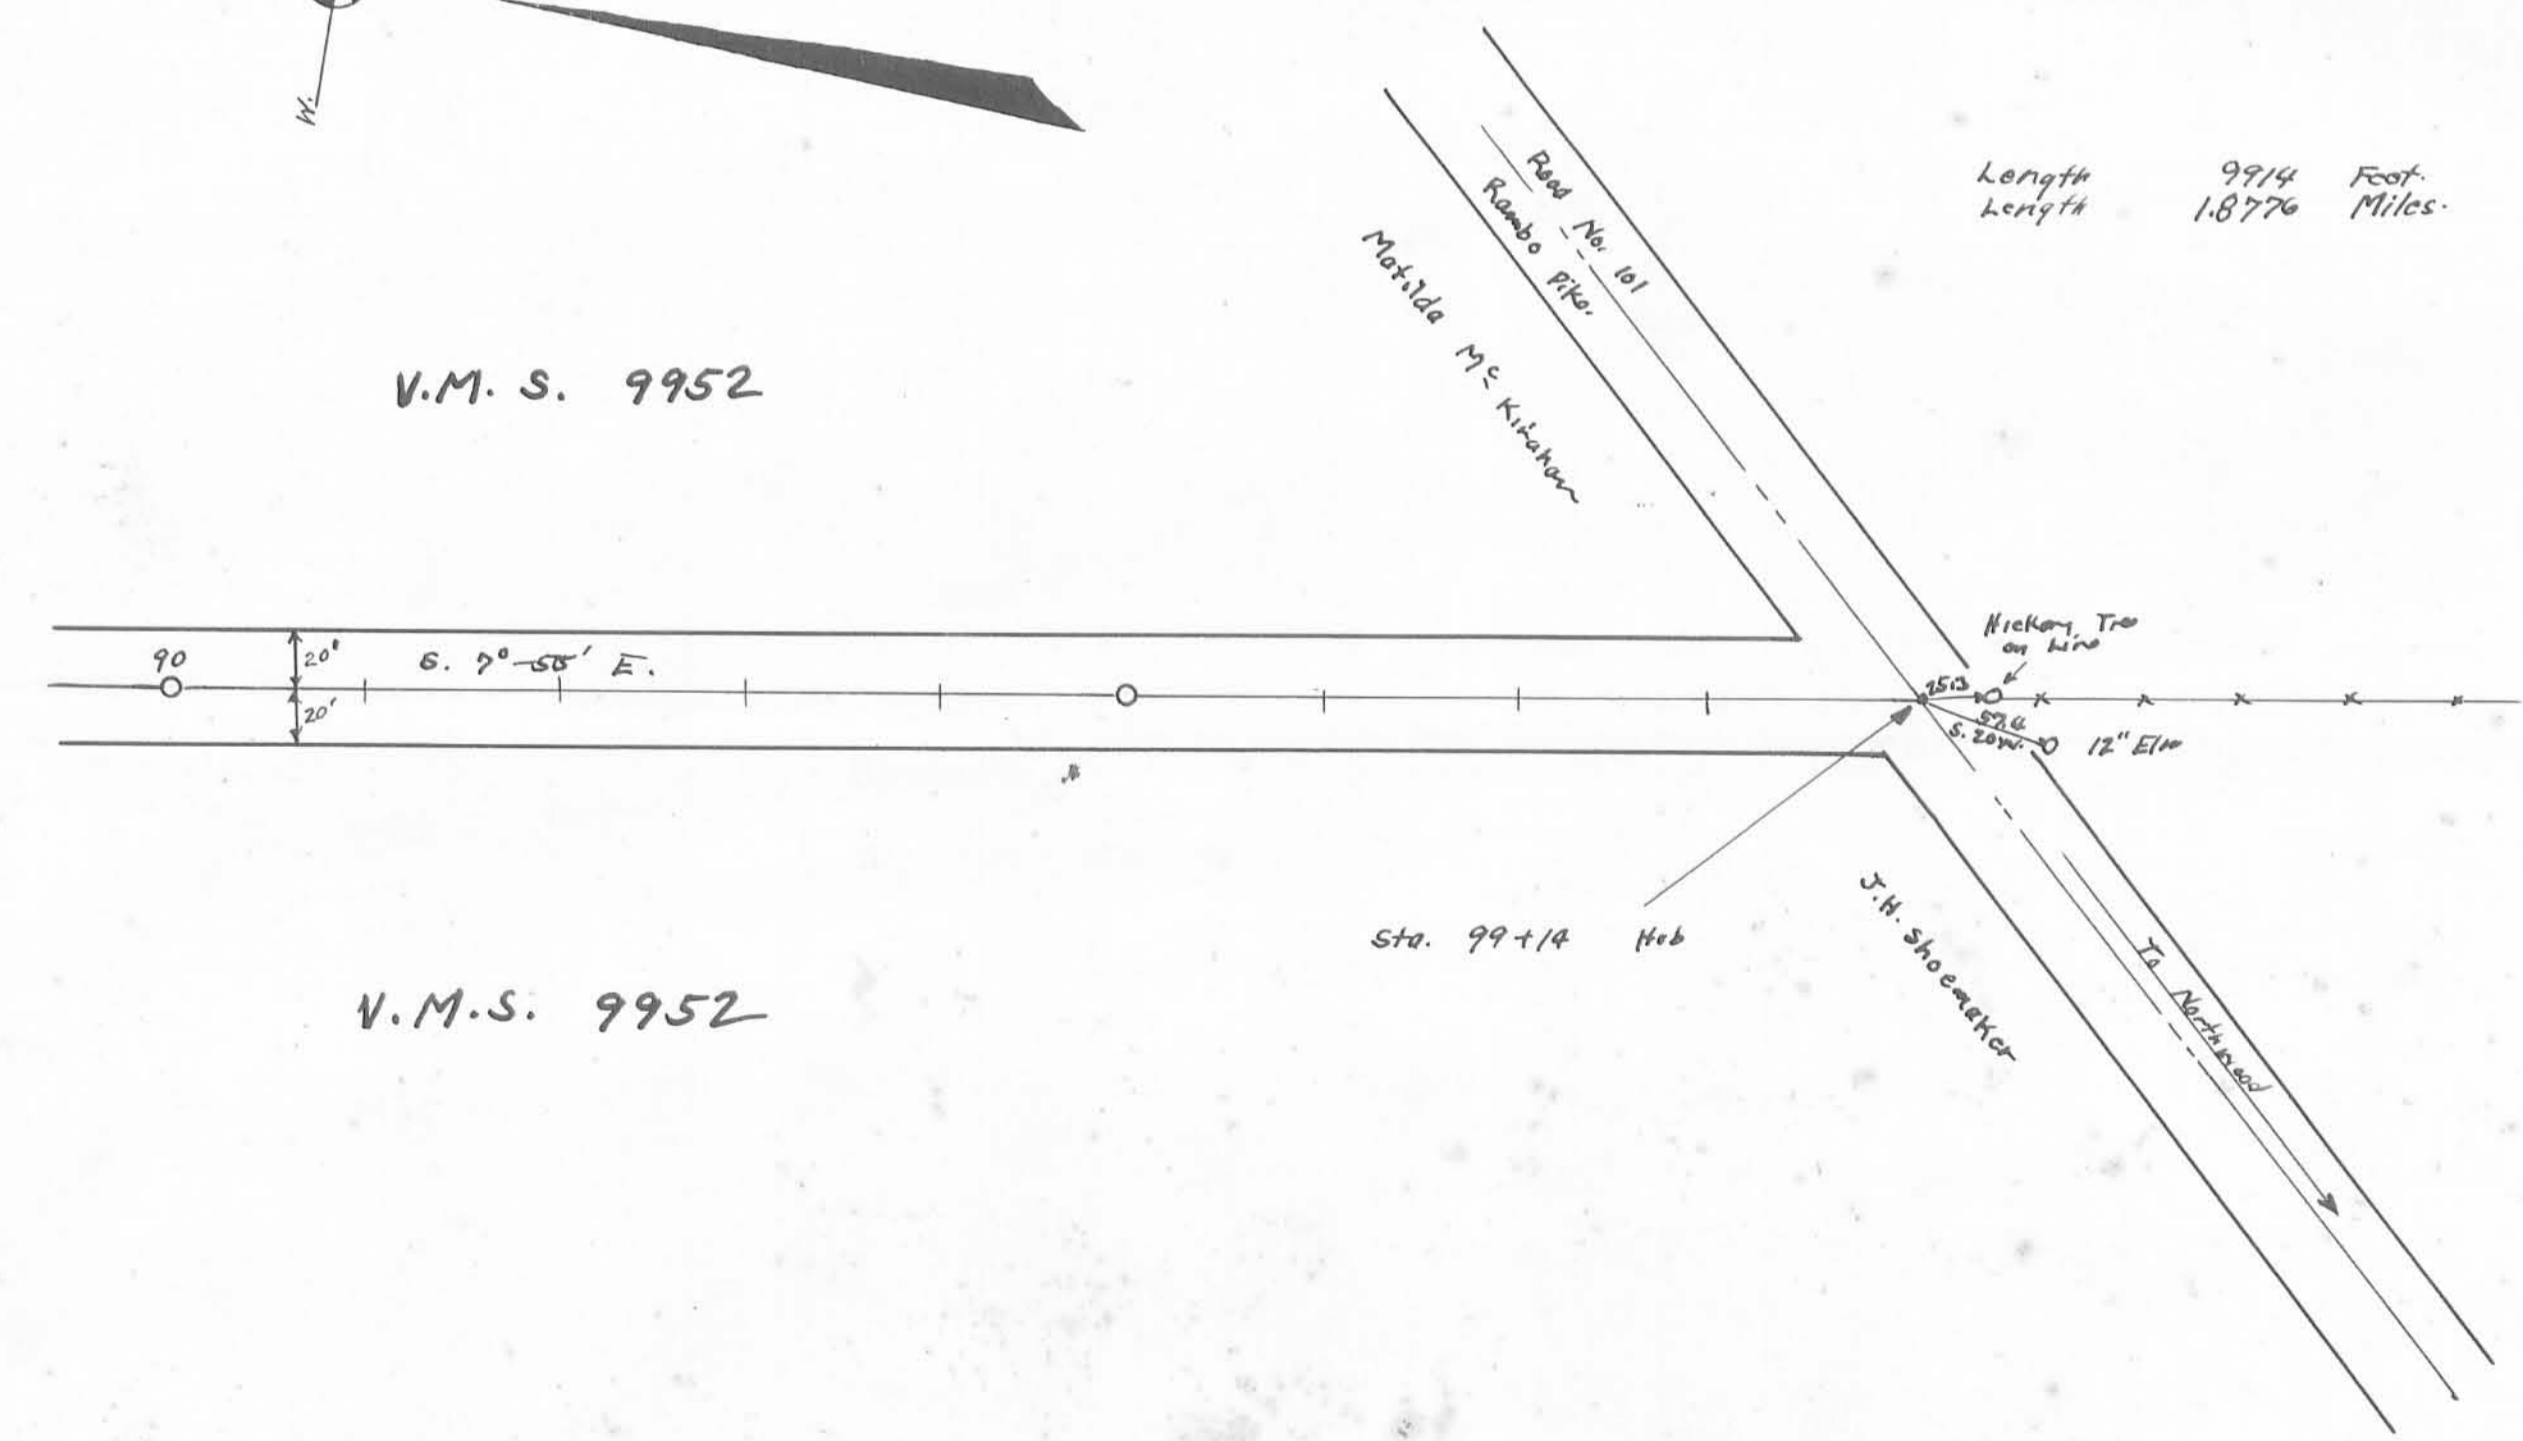 W.
Length 9914 Feet.
Length 1.8776 Miles.
Road No. 101
Rambo Pike.
Matilda Mc Kirahan
V.M. S. 9952
Hickory Tree
on Line
90
20'
S. 7°-55' E.
20'
25.3
57.4
S. 20 W.
12" Elm
Sta. 99+14 Hub
J.H. Shoemaker
To Northwood
V.M.S. 9952